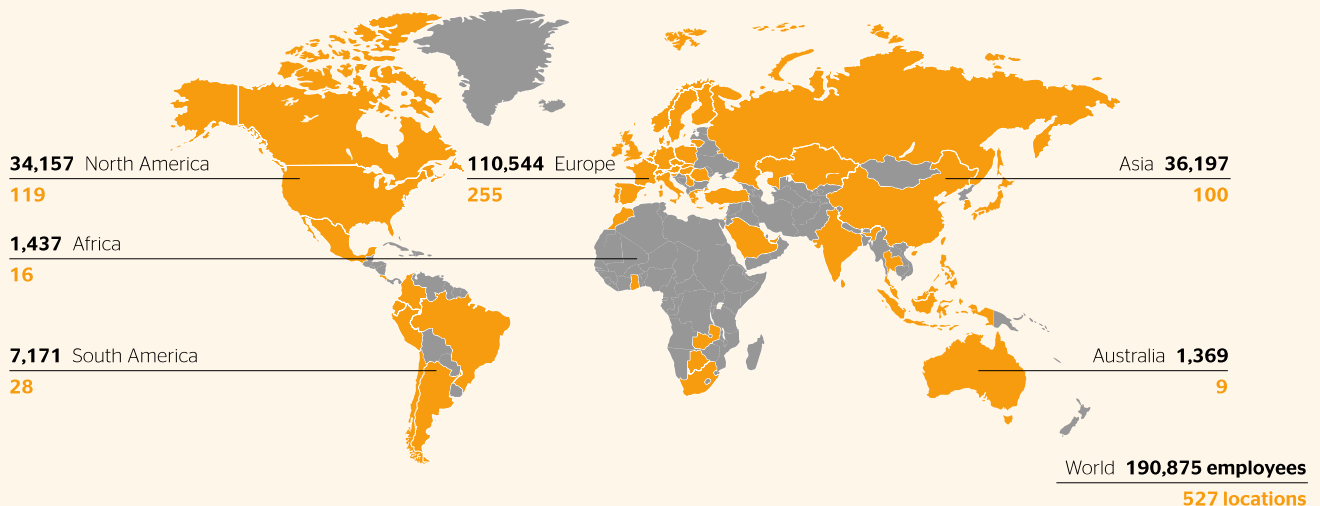 34,157 North America
119
110,544 Europe
255
Asia 36,197
100
1,437 Africa
16
7,171 South America
28
Australia 1,369
9
World 190,875 employees
527 locations